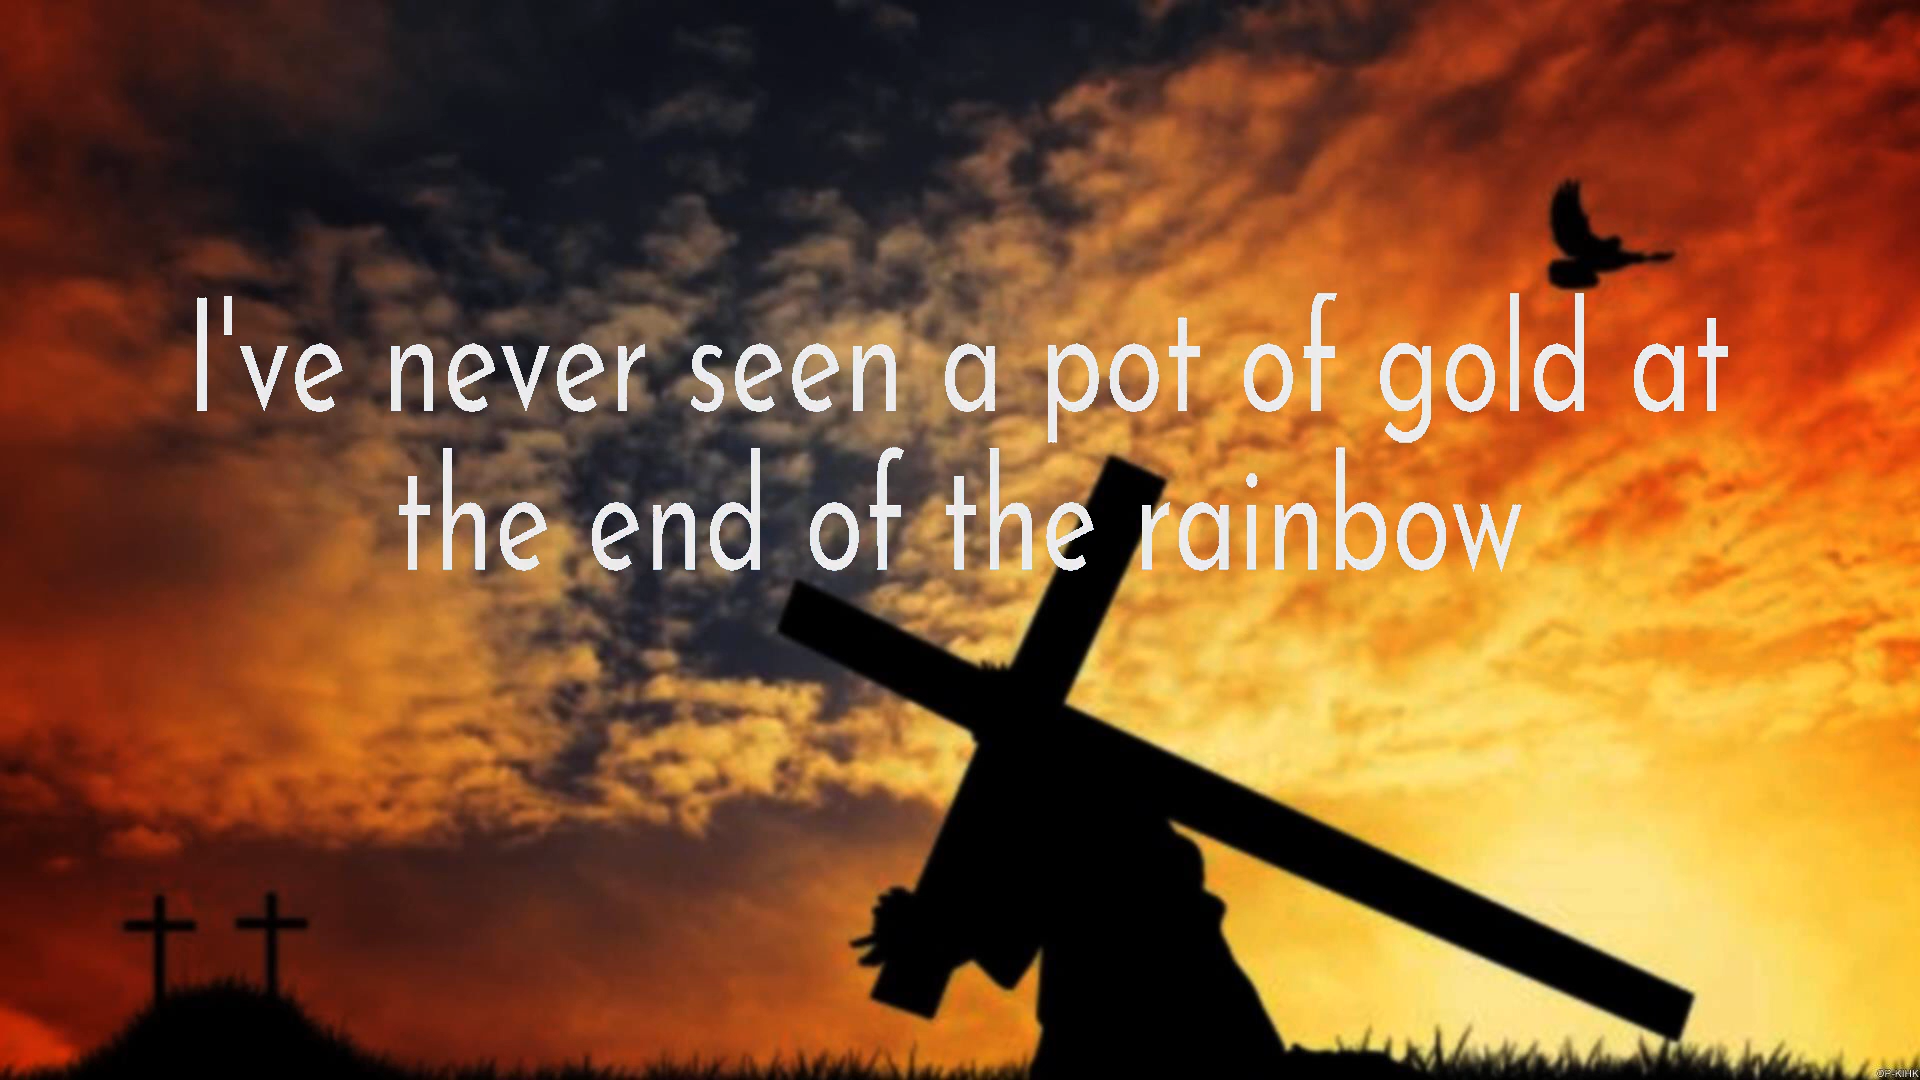 I've never seen a pot of gold at
the end of the rainbow